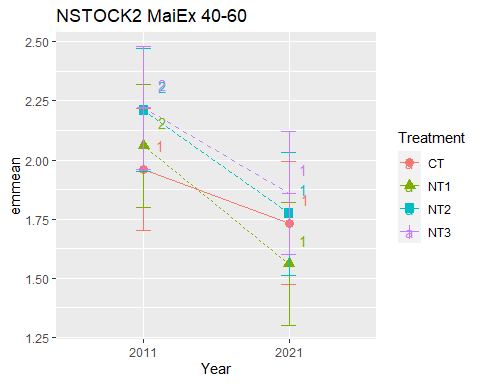 NSTOCK2 MaiEx 40-60
2.50
2.25
2.00
1.75
1.50
1.25
emmean
2
2
2
1
1
1
1
1
2011
2021
Year
Treatment
a CT
a NT1
a NT2
a NT3